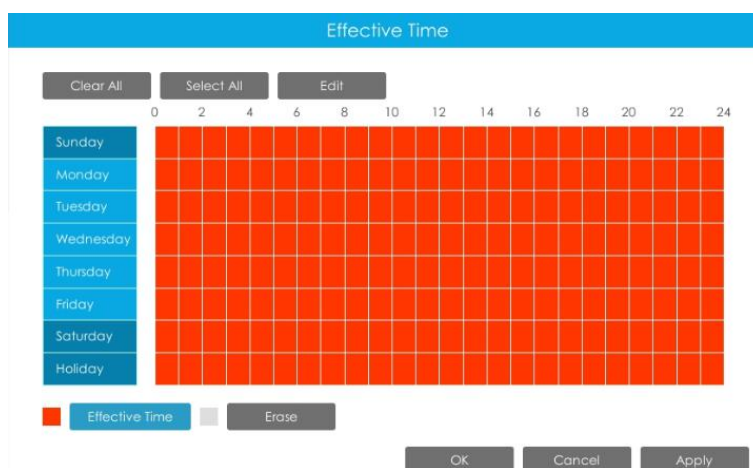 Effective Time
Clear All Select All Edit
0 2 4 6 8 10 12 14 16 18 20 22 24
Sunday
Monday
Tuesday
Wednesday
Thursday
Friday
Saturday
Holiday
Effective Time Erase
OK Cancel Apply